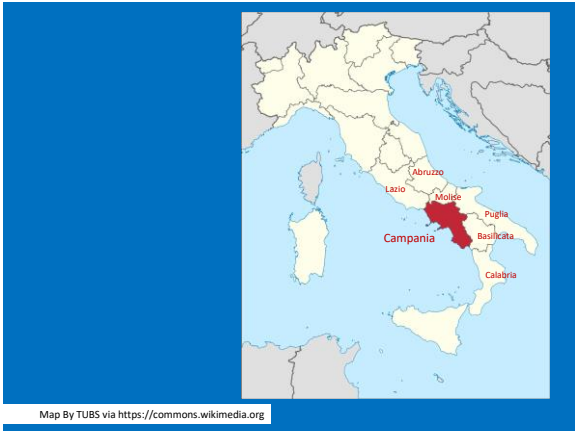 Abruzzo
Lazio
Molise
Puglia
Campania
Basilicata
Calabria
Map By TUBS via https://commons.wikimedia.org